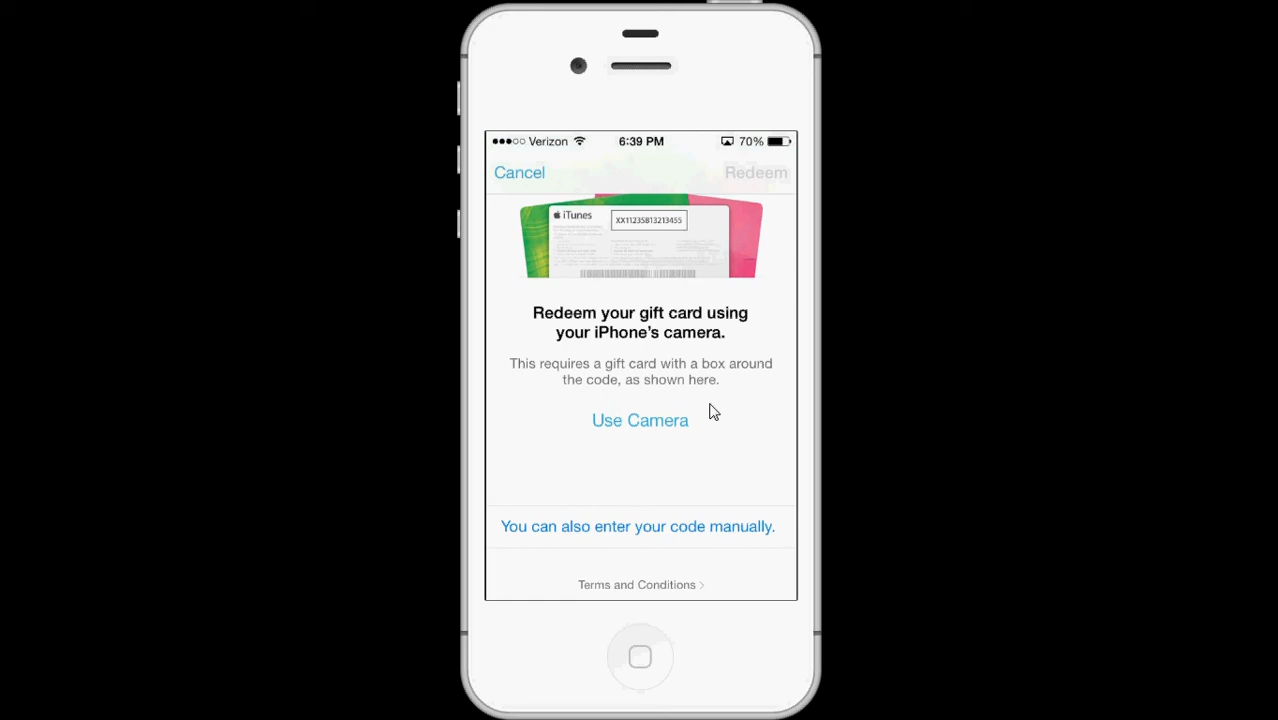 Verizon 6:39 PM 70%
Cancel Redeem
iTunes XX11235813213455
Redeem your gift card using
your iPhone's camera.
This requires a gift card with a box around
the code, as shown here.
Use Camera
You can also enter your code manually.
Terms and Conditions >